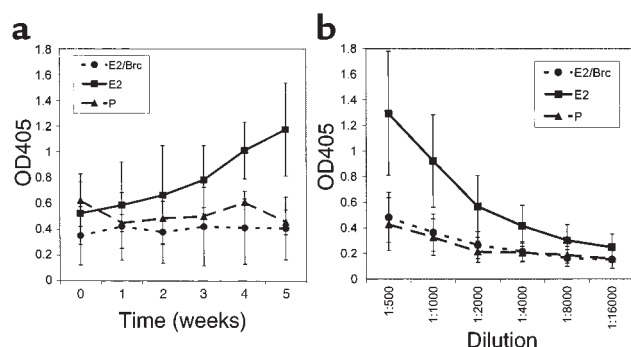 a
1.8
1.6
1.4
1.2
1
0.8
0.6
0.4
0.2
0
OD405
E2/Brc
E2
P
0 1 2 3 4 5
Time (weeks)
b
1.8
1.6
1.4
1.2
1
0.8
0.6
0.4
0.2
0
OD405
E2/Brc
E2
P
1:500
1:1000
1:2000
1:4000
1:8000
1:16000
Dilution